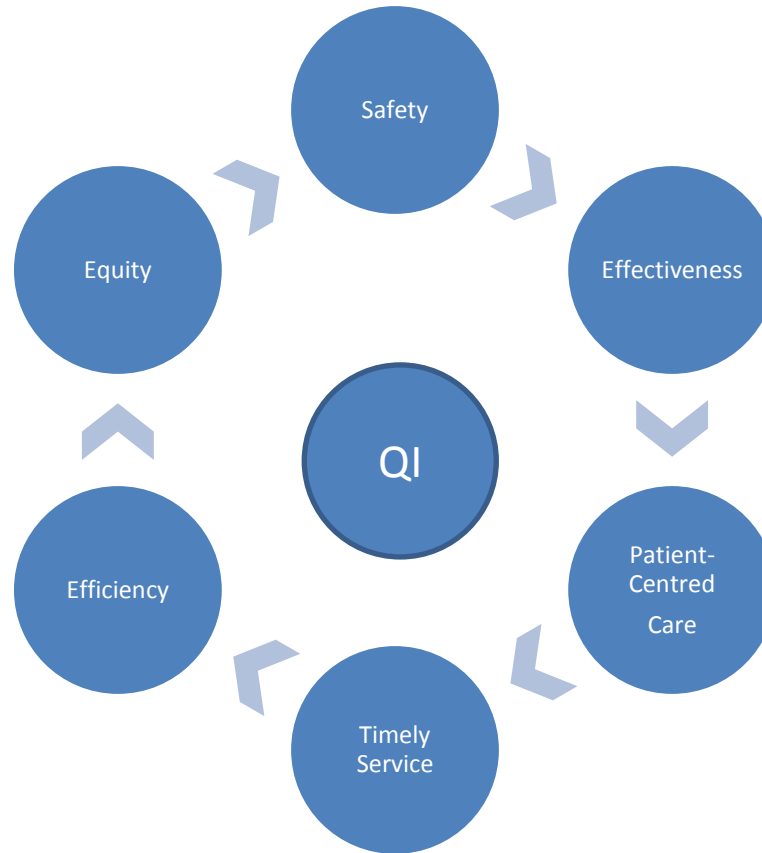 Safety
Effectiveness
Patient-
Centred
Care
Timely
Service
Efficiency
Equity
QI